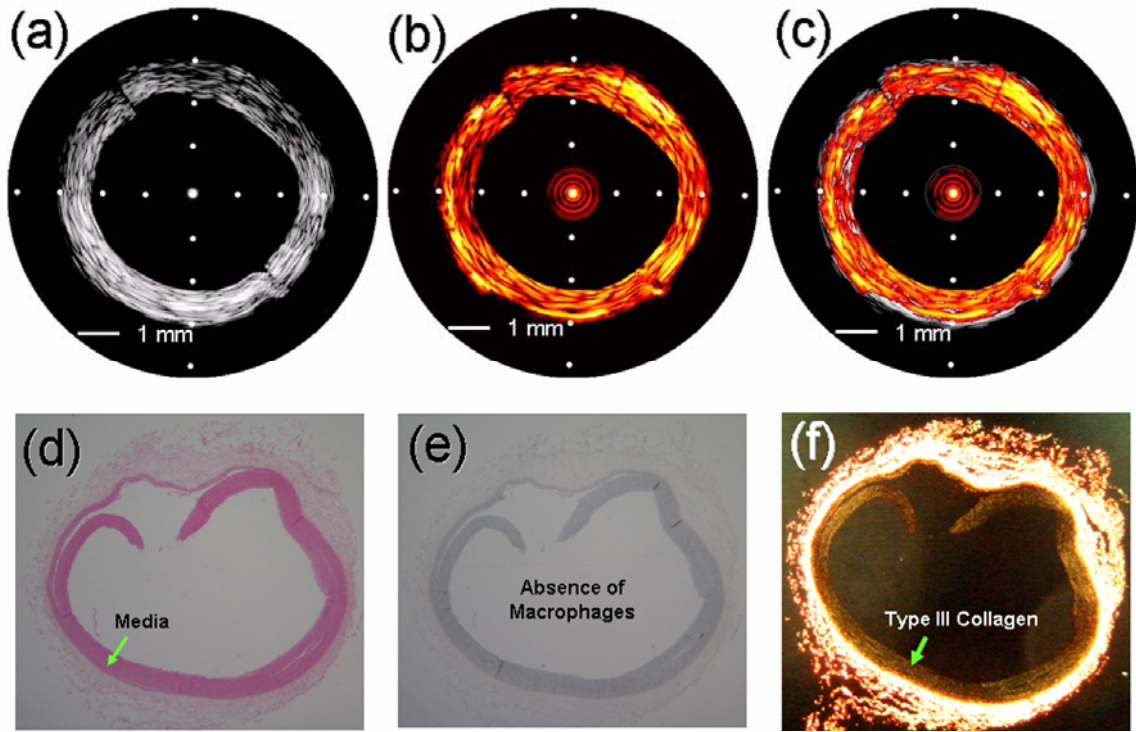 (a)
(b)
(c)
1 mm
1 mm
1 mm
(d)
(e)
(f)
Media
Absence of
Macrophages
Type III Collagen